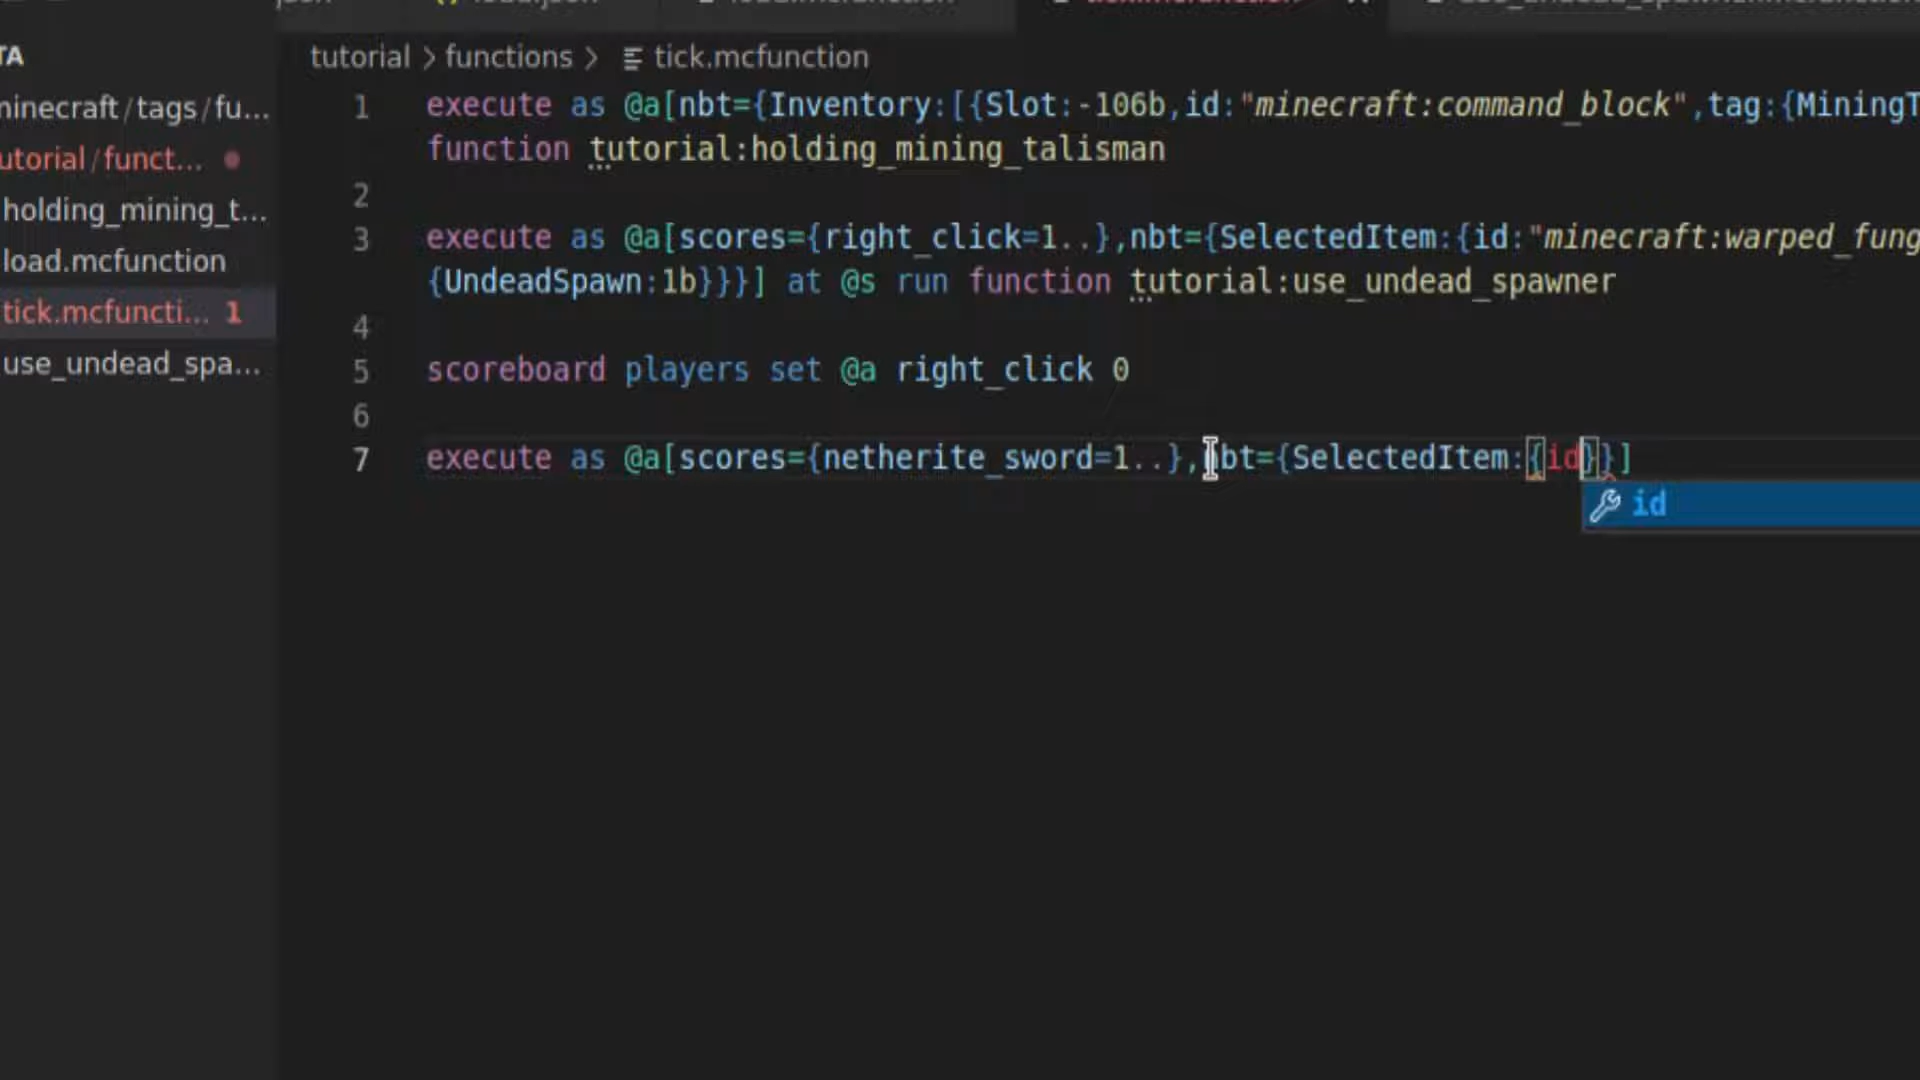 TA
tutorial > functions > tick.mcfunction
minecraft/tags/fu...
utorial/funct...
holding_mining_t...
load.mcfunction
tick.mcfuncti... 1
use_undead_spa...
1 execute as @a[nbt={Inventory:[{Slot:-106b,id:"minecraft:command_block",tag:{MiningT
function tutorial:holding_mining_talisman
2
3 execute as @a[scores={right_click=1..},nbt={SelectedItem:{id:"minecraft:warped_fung
{UndeadSpawn:1b}}}] at @s run function tutorial:use_undead_spawner
4
5 scoreboard players set @a right_click 0
6
7 execute as @a[scores={netherite_sword=1..},nbt={SelectedItem:{id}}]
id